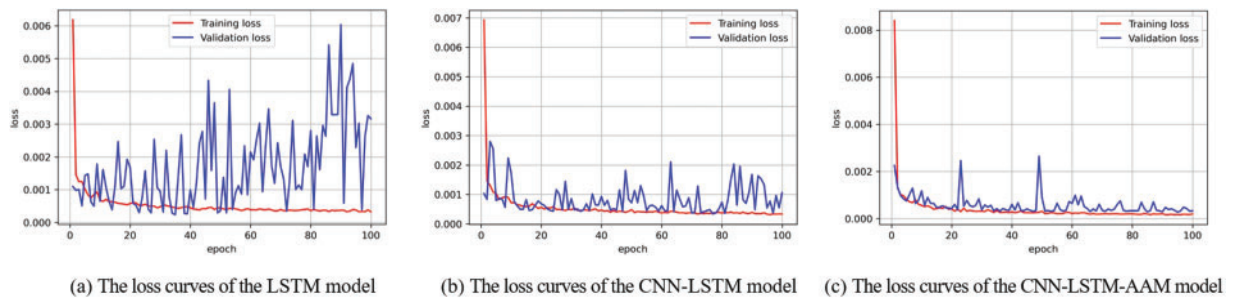 0.006
0.005
0.004
0.003
0.002
0.001
0.000
loss
0 20 40 60 80 100
epoch
Training loss
Validation loss
(a) The loss curves of the LSTM model
0.007
0.006
0.005
0.004
0.003
0.002
0.001
0.000
loss
0 20 40 60 80 100
epoch
Training loss
Validation loss
(b) The loss curves of the CNN-LSTM model
0.008
0.006
0.004
0.002
0.000
loss
0 20 40 60 80 100
epoch
Training loss
Validation loss
(c) The loss curves of the CNN-LSTM-AAM model